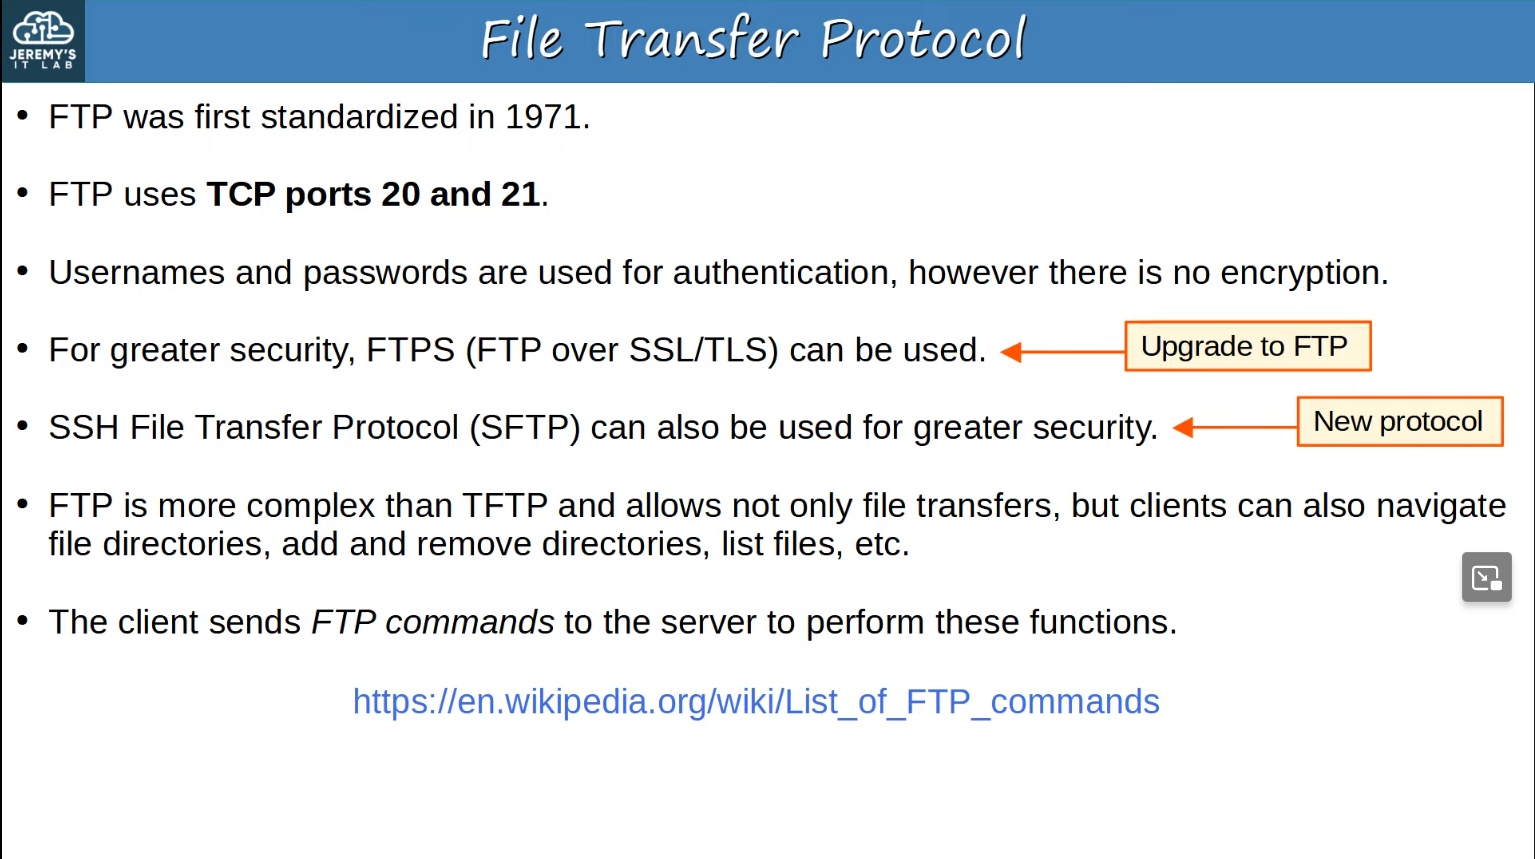 JEREMY'S
IT LAB
File Transfer Protocol
• FTP was first standardized in 1971.
• FTP uses TCP ports 20 and 21.
• Usernames and passwords are used for authentication, however there is no encryption.
• For greater security, FTPS (FTP over SSL/TLS) can be used.
Upgrade to FTP
• SSH File Transfer Protocol (SFTP) can also be used for greater security.
New protocol
• FTP is more complex than TFTP and allows not only file transfers, but clients can also navigate
file directories, add and remove directories, list files, etc.
• The client sends FTP commands to the server to perform these functions.
https://en.wikipedia.org/wiki/List_of_FTP_commands